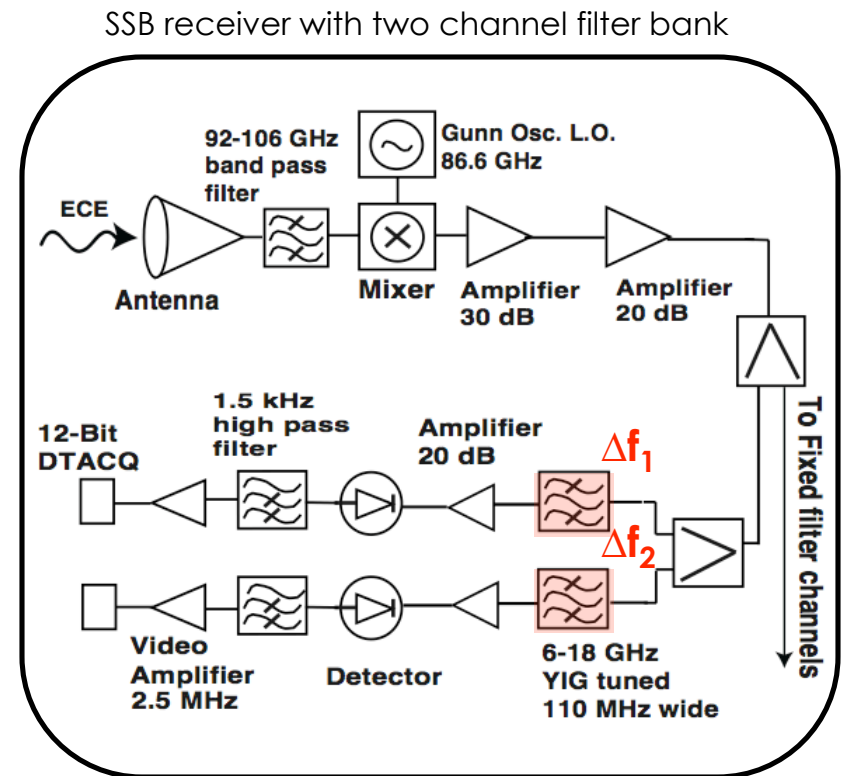 SSB receiver with two channel filter bank
92-106 GHz
band pass
filter
Gunn Osc. L.O.
86.6 GHz
ECE
Antenna
Mixer
Amplifier
30 dB
Amplifier
20 dB
1.5 kHz
high pass
filter
12-Bit
DTACQ
Amplifier
20 dB
Δf₁
Δf₂
To Fixed filter channels
Video
Amplifier
2.5 MHz
Detector
6-18 GHz
YIG tuned
110 MHz wide